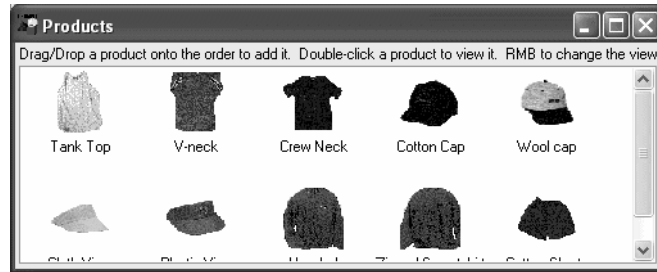 Products
Drag/Drop a product onto the order to add it. Double-click a product to view it. RMB to change the view
Tank Top V-neck Crew Neck Cotton Cap Wool cap